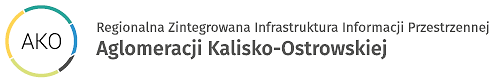 AKO
Regionalna Zintegrowana Infrastruktura Informacji Przestrzennej
Aglomeracji Kalisko-Ostrowskiej